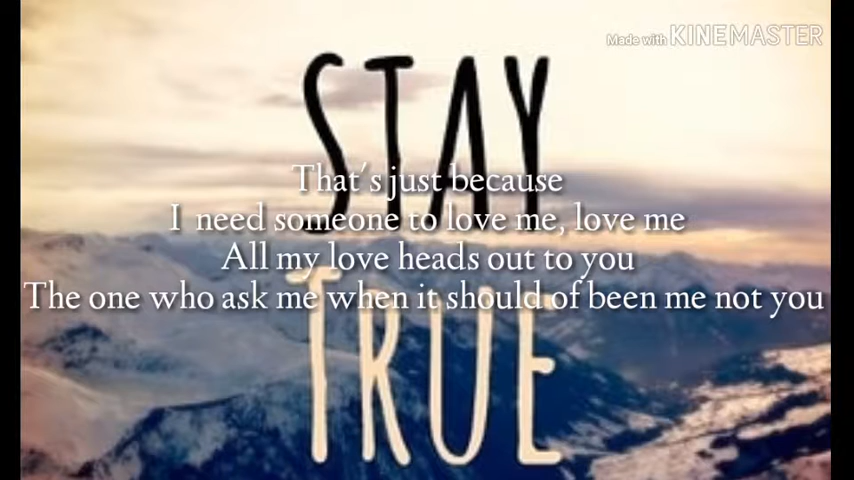 Made with KINEMASTER
STAY
That's just because
I need someone to love me, love me
All my love heads out to you
The one who ask me when it should of been me not you
TRUE